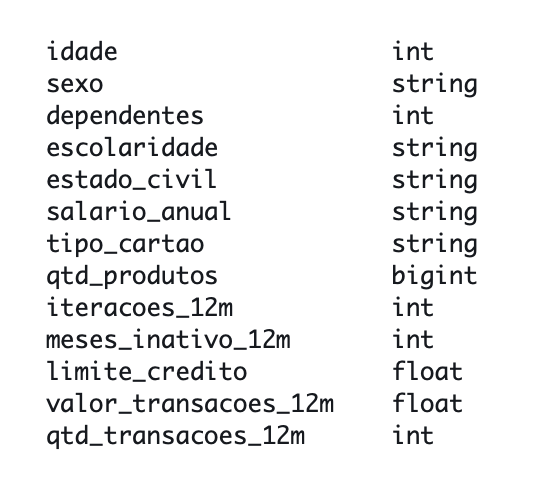 idade int
sexo string
dependentes int
escolaridade string
estado_civil string
salario_anual string
tipo_cartao string
qtd_produtos bigint
iteracoes_12m int
meses_inativo_12m int
limite_credito float
valor_transacoes_12m float
qtd_transacoes_12m int